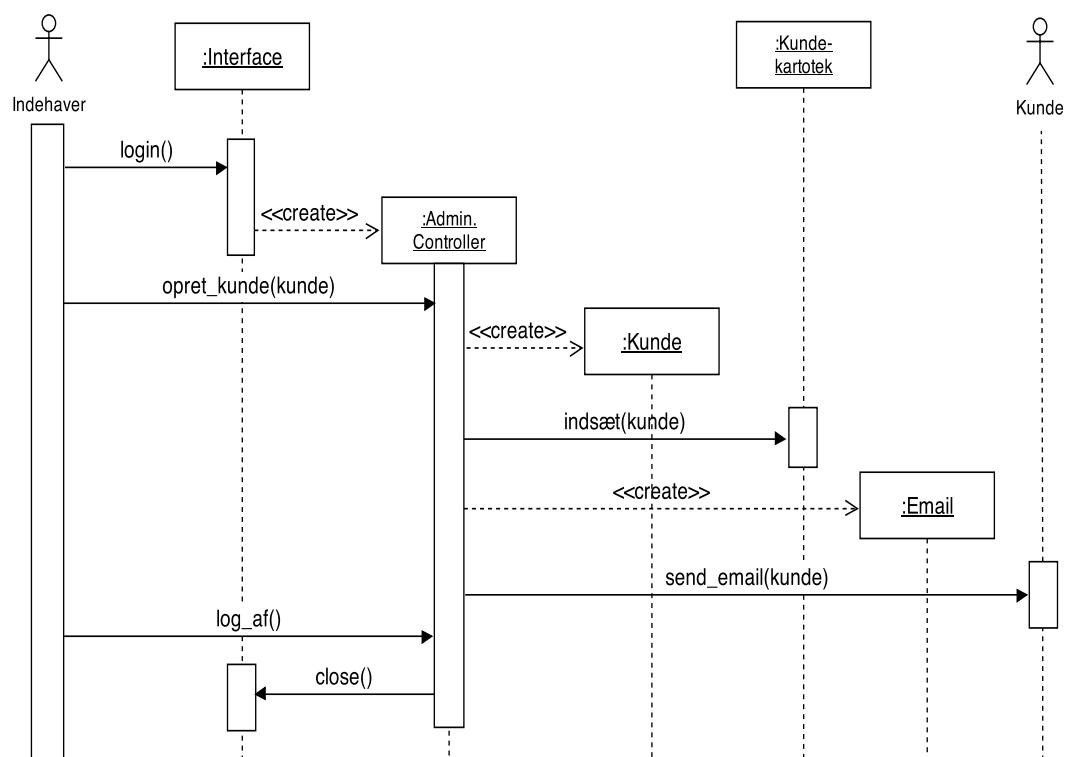 :Interface
:Kunde-
kartotek
Indehaver
Kunde
login()
<<create>>
:Admin.
Controller
opret_kunde(kunde)
<<create>>
:Kunde
indsæt(kunde)
<<create>>
:Email
send_email(kunde)
log_af()
close()